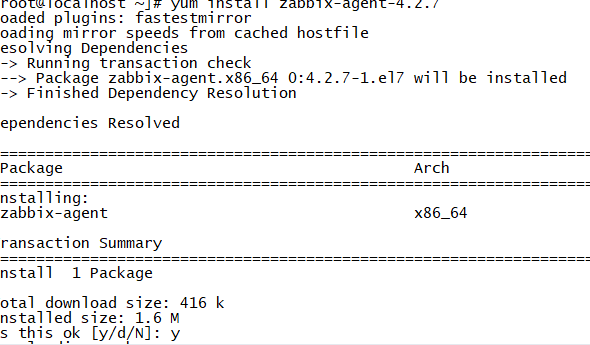 root@localhost ~]# yum install zabbix-agent-4.2.7
oaded plugins: fastestmirror
oading mirror speeds from cached hostfile
esolving Dependencies
-> Running transaction check
--> Package zabbix-agent.x86_64 0:4.2.7-1.el7 will be installed
-> Finished Dependency Resolution
ependencies Resolved
================================================================================
Package Arch
================================================================================
nstalling:
zabbix-agent x86_64
ransaction Summary
================================================================================
nstall  1 Package
otal download size: 416 k
nstalled size: 1.6 M
s this ok [y/d/N]: y